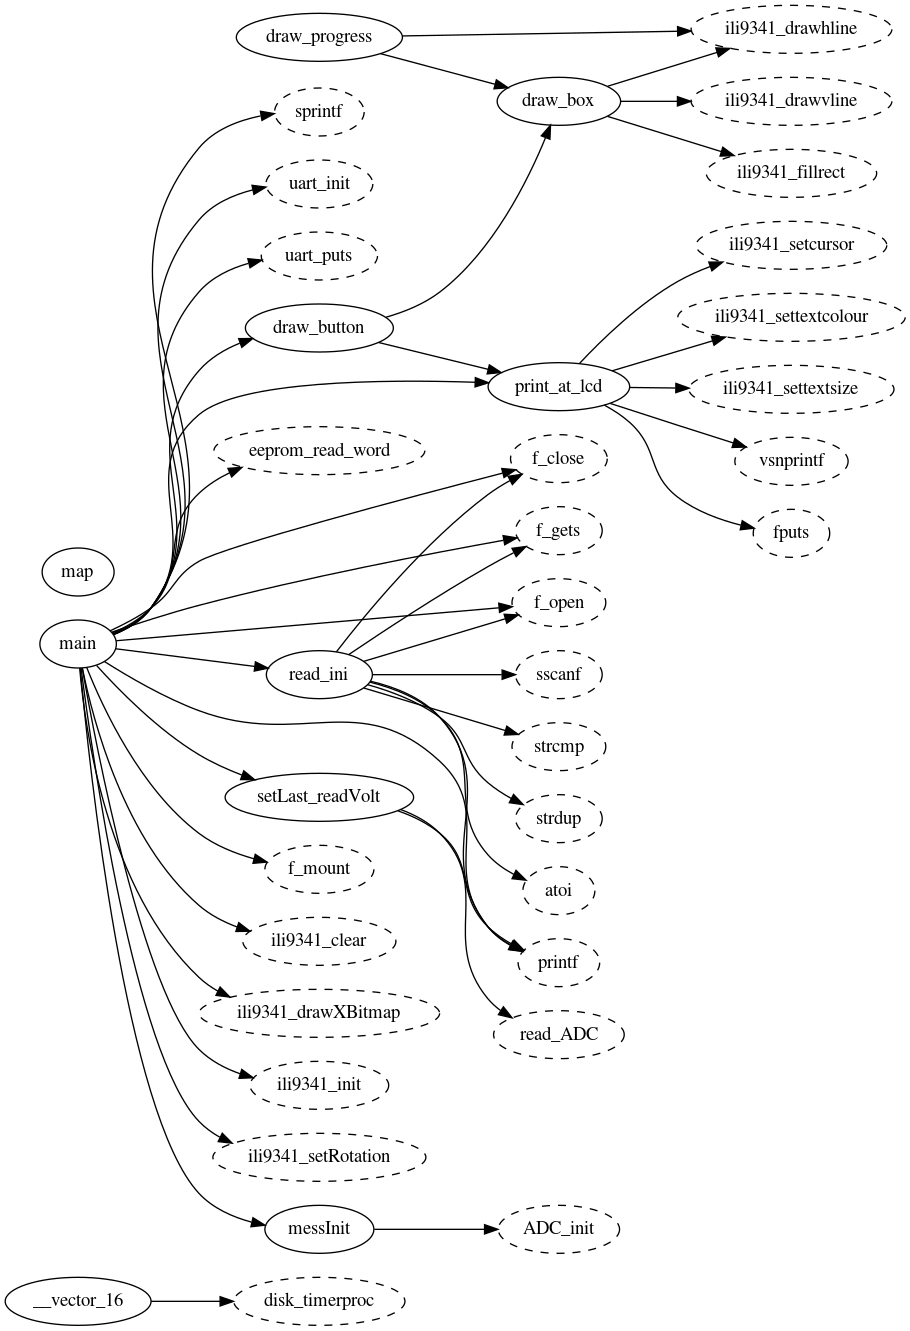 draw_progress
ili9341_drawhline
draw_box
ili9341_drawvline
sprintf
ili9341_fillrect
uart_init
ili9341_setcursor
uart_puts
ili9341_settextcolour
draw_button
print_at_lcd
ili9341_settextsize
eeprom_read_word
f_close
vsnprintf
f_gets
fputs
map
f_open
main
read_ini
sscanf
strcmp
setLast_readVolt
strdup
f_mount
atoi
ili9341_clear
printf
ili9341_drawXBitmap
read_ADC
ili9341_init
ili9341_setRotation
messInit
ADC_init
__vector_16
disk_timerproc